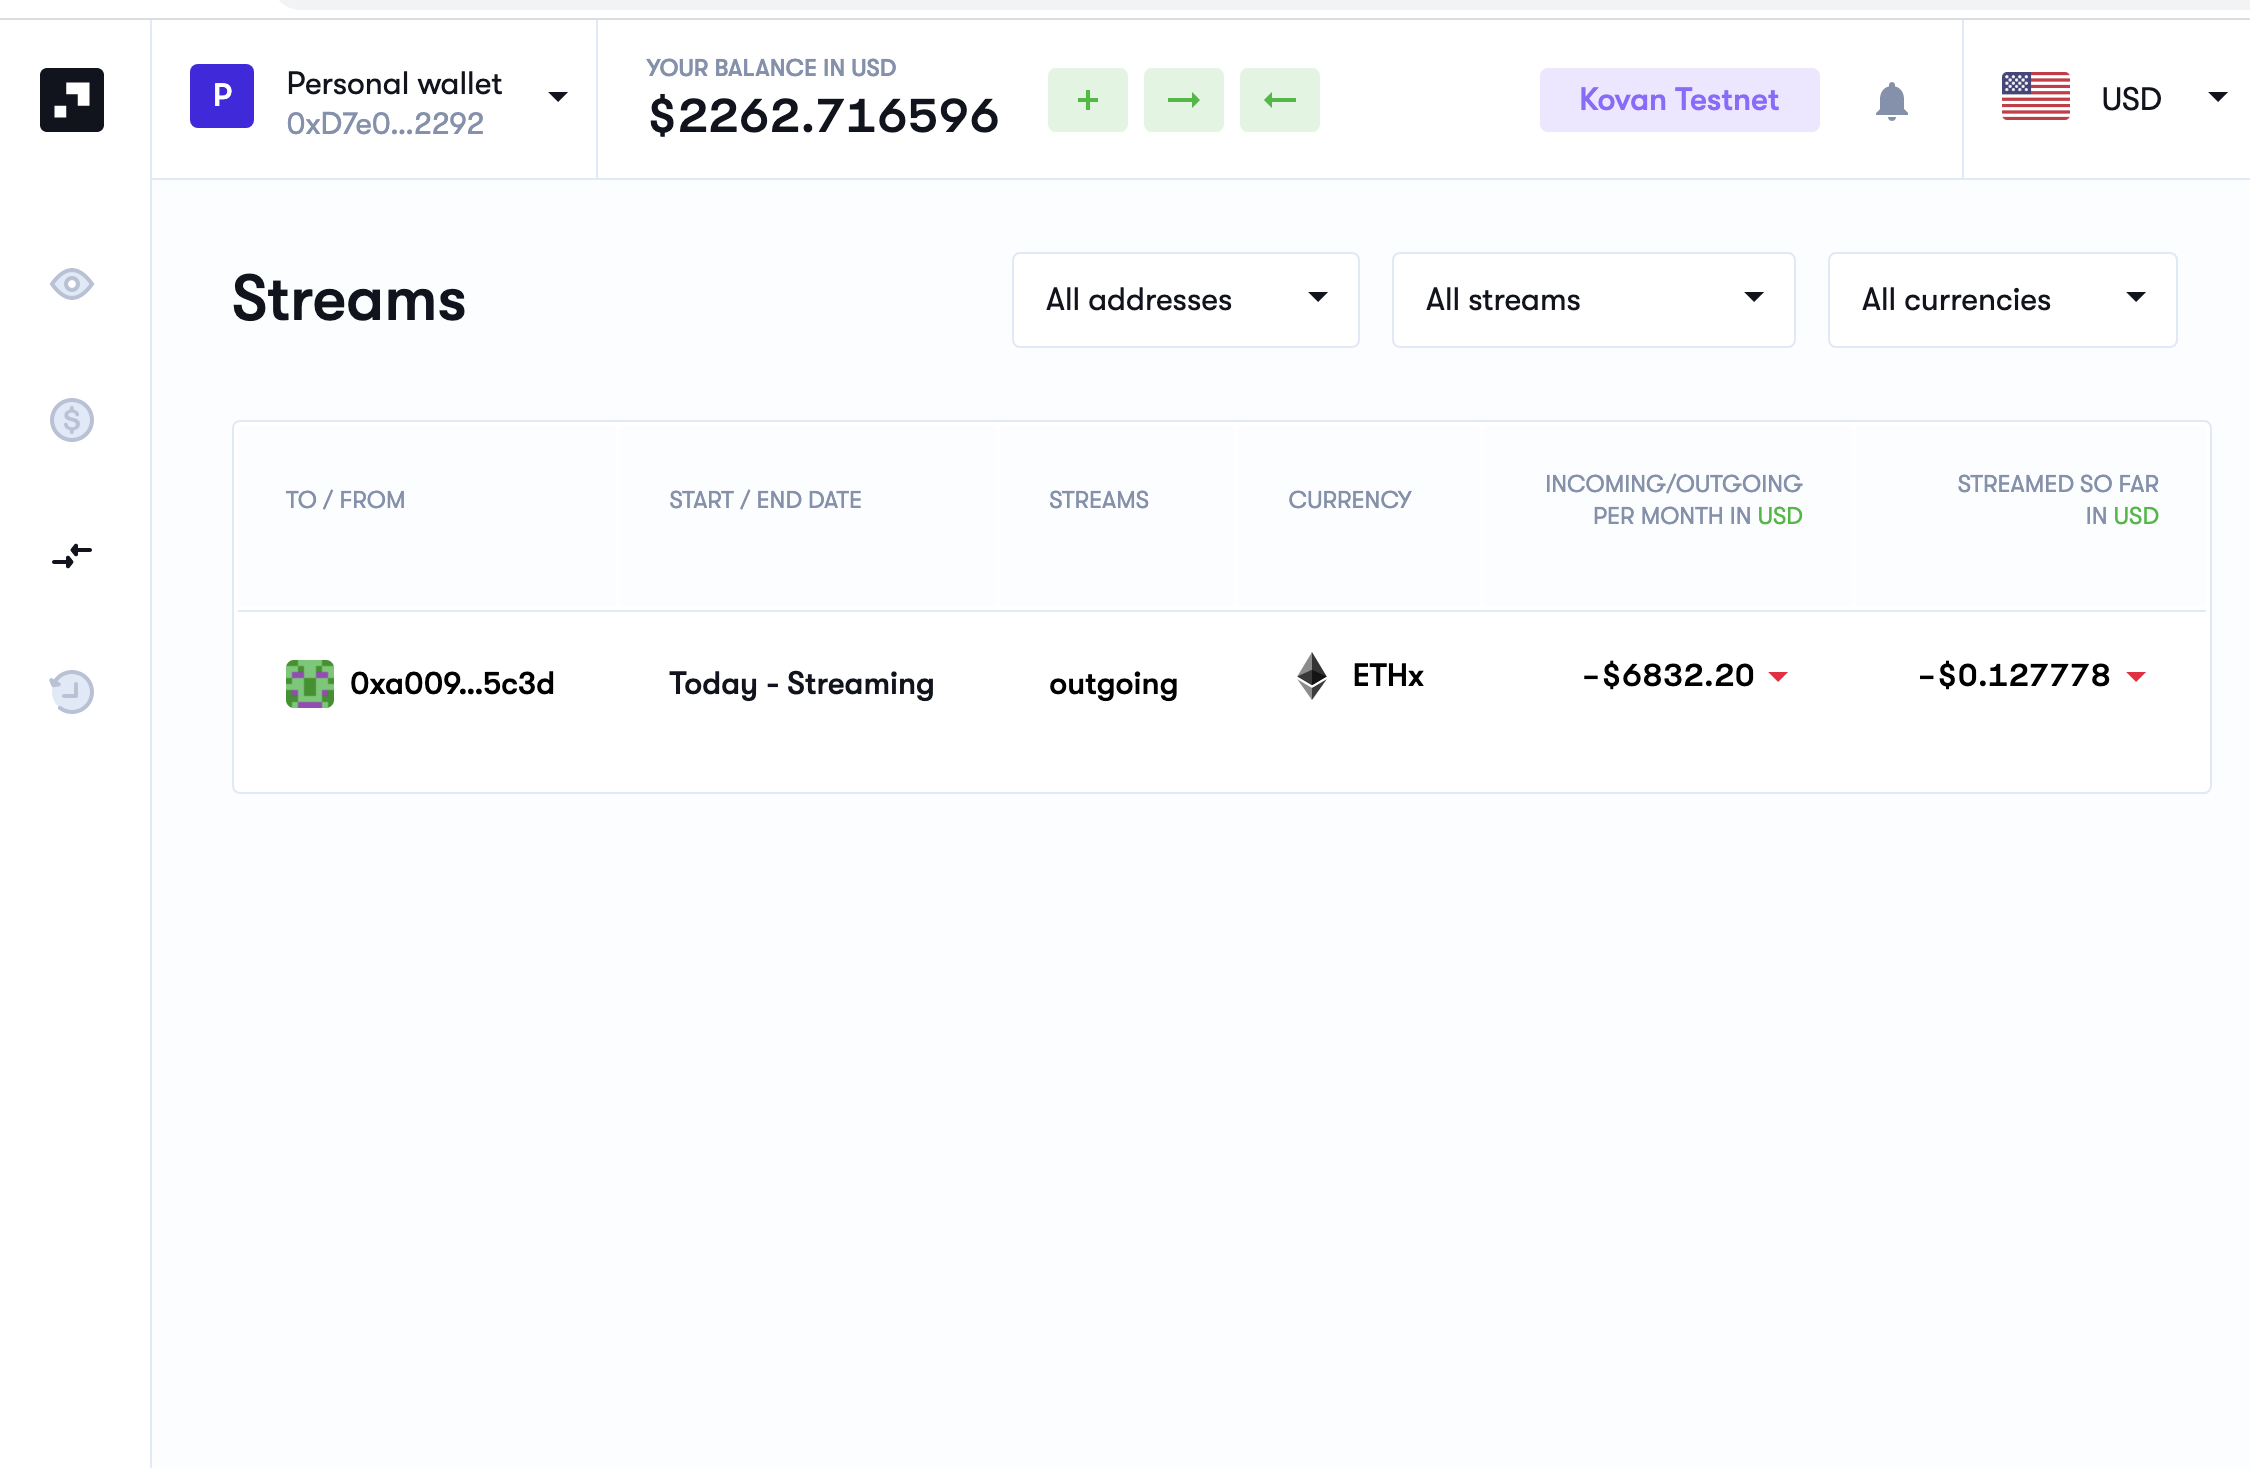 P
Personal wallet
0xD7e0...2292
YOUR BALANCE IN USD
$2262.716596
Kovan Testnet
USD
Streams
All addresses
All streams
All currencies
TO / FROM
START / END DATE
STREAMS
CURRENCY
INCOMING/OUTGOING
PER MONTH IN USD
STREAMED SO FAR
IN USD
0xa009...5c3d
Today - Streaming
outgoing
ETHx
-$6832.20
-$0.127778